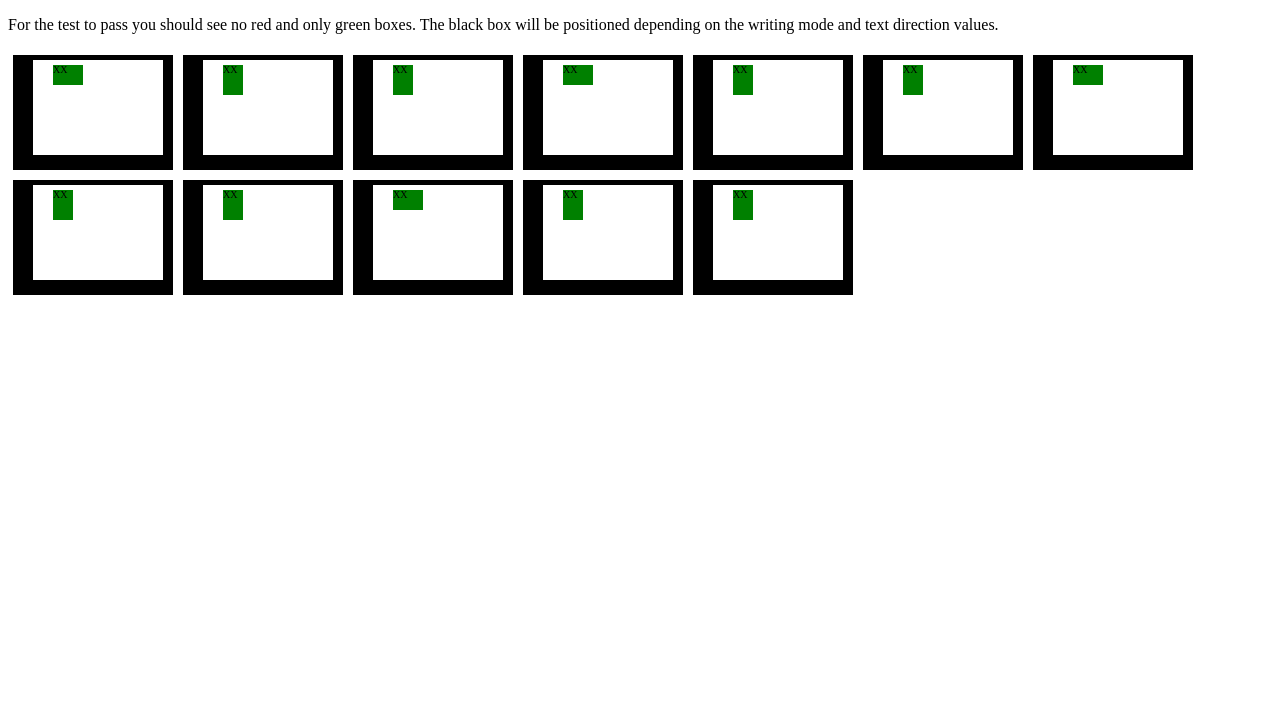 For the test to pass you should see no red and only green boxes. The black box will be positioned depending on the writing mode and text direction values.
xx xx xx xx xx xx xx
xx xx xx xx xx